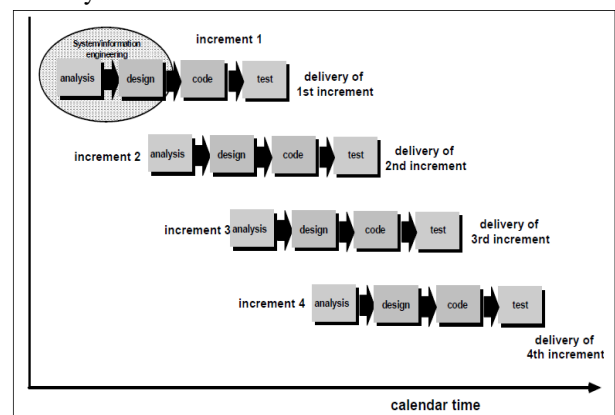 increment 1
System/information
engineering
analysis design code test
delivery of
1st increment
increment 2 analysis design code test
delivery of
2nd increment
increment 3 analysis design code test
delivery of
3rd increment
increment 4 analysis design code test
delivery of
4th increment
calendar time